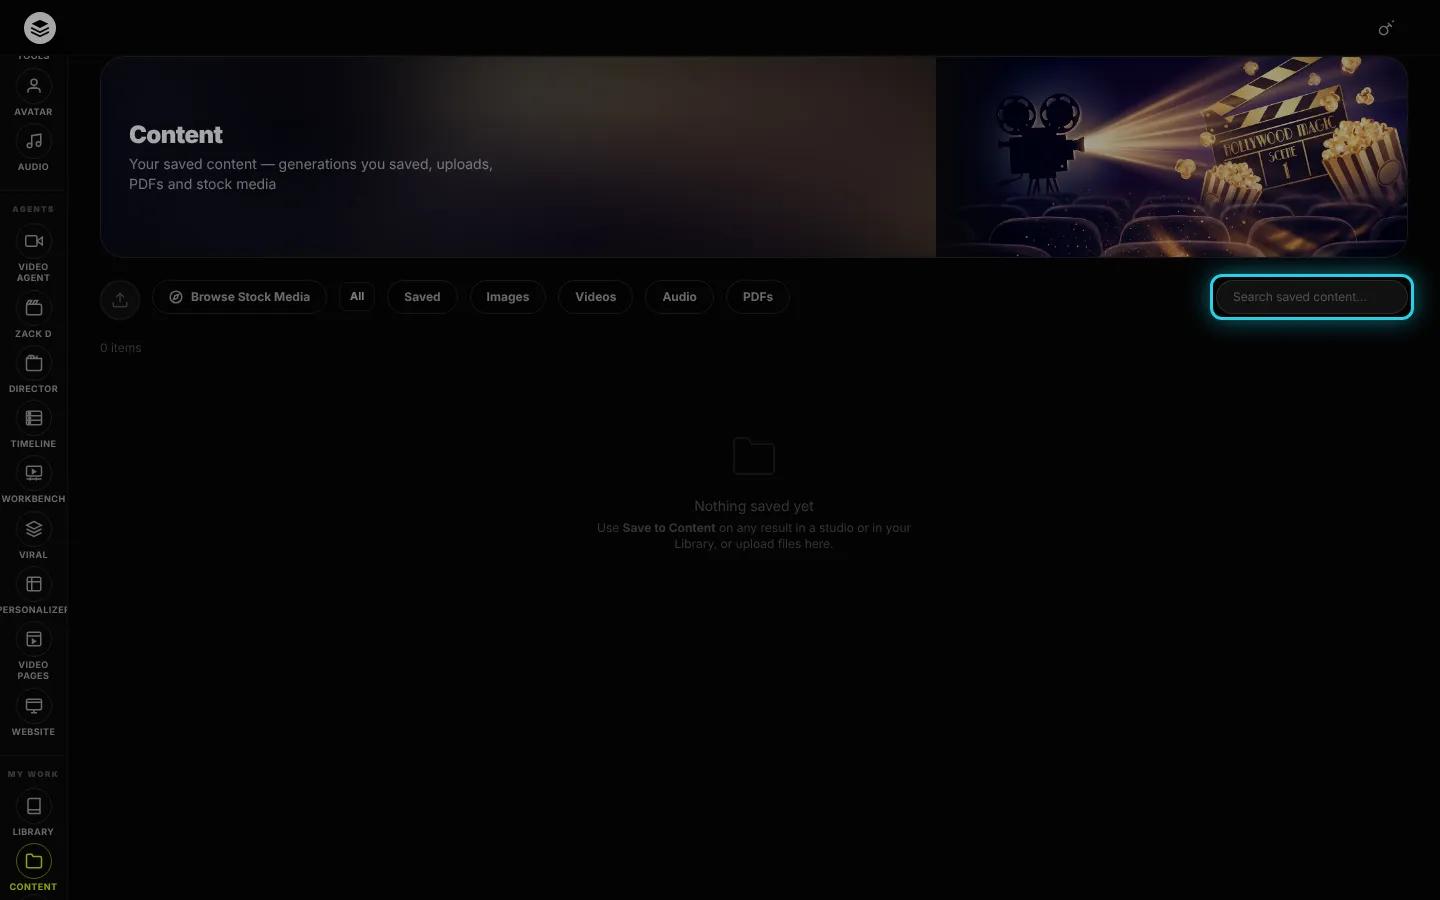 TOOLS
AVATAR
AUDIO
AGENTS
VIDEO
AGENT
ZACK D
DIRECTOR
TIMELINE
WORKBENCH
VIRAL
PERSONALIZER
VIDEO
PAGES
WEBSITE
MY WORK
LIBRARY
CONTENT
Content
Your saved content — generations you saved, uploads,
PDFs and stock media
HOLLYWOOD MAGIC
SCENE
1
Browse Stock Media
All
Saved
Images
Videos
Audio
PDFs
Search saved content...
0 items
Nothing saved yet
Use Save to Content on any result in a studio or in your
Library, or upload files here.